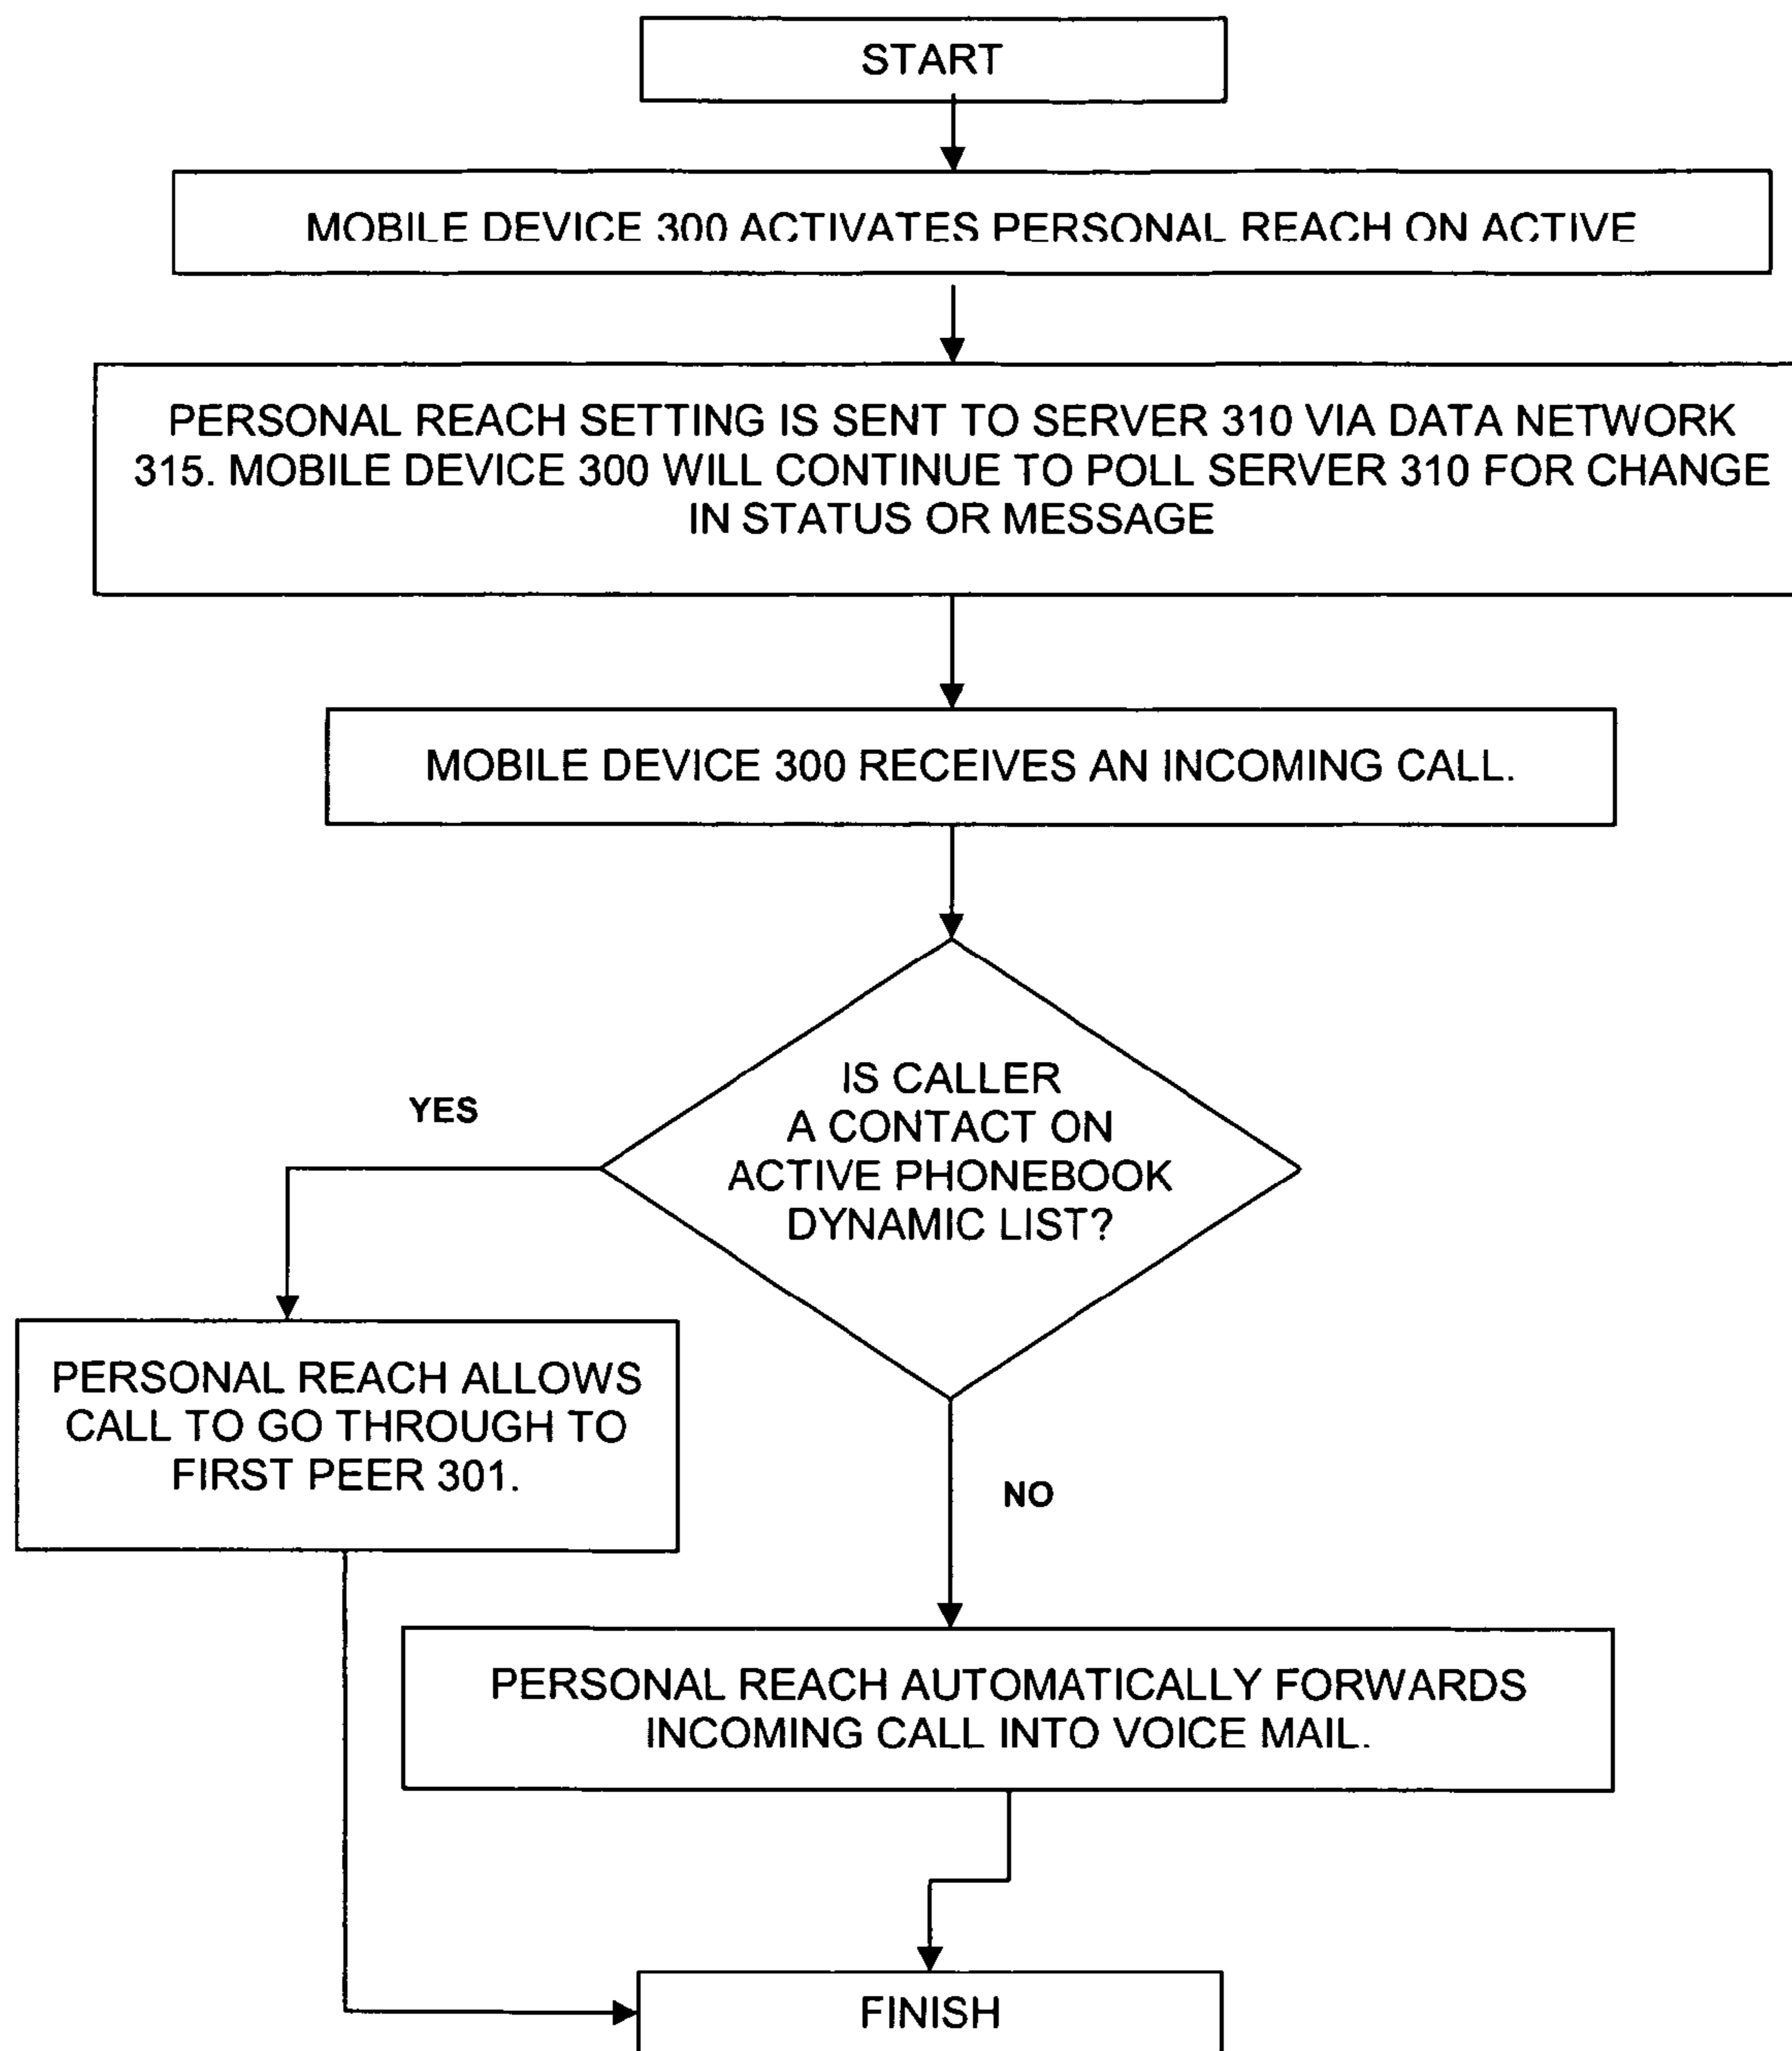 START
MOBILE DEVICE 300 ACTIVATES PERSONAL REACH ON ACTIVE
PERSONAL REACH SETTING IS SENT TO SERVER 310 VIA DATA NETWORK
315. MOBILE DEVICE 300 WILL CONTINUE TO POLL SERVER 310 FOR CHANGE
IN STATUS OR MESSAGE
MOBILE DEVICE 300 RECEIVES AN INCOMING CALL.
IS CALLER
A CONTACT ON
ACTIVE PHONEBOOK
DYNAMIC LIST?
YES
PERSONAL REACH ALLOWS
CALL TO GO THROUGH TO
FIRST PEER 301.
NO
PERSONAL REACH AUTOMATICALLY FORWARDS
INCOMING CALL INTO VOICE MAIL.
FINISH